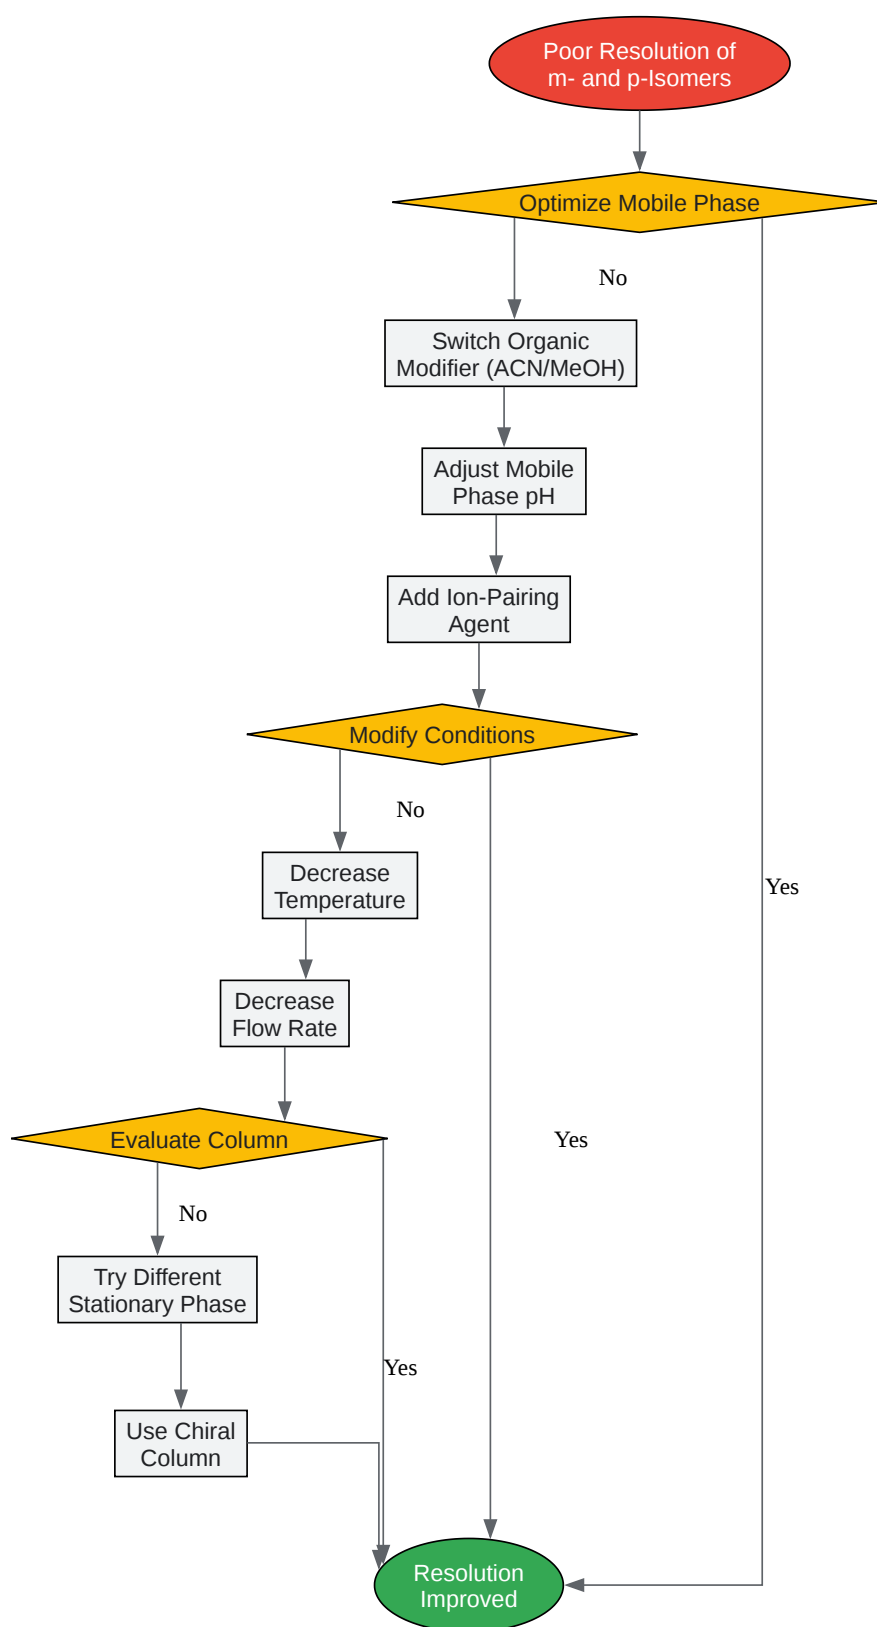 Poor Resolution of
m- and p-Isomers
Optimize Mobile Phase
No
Switch Organic
Modifier (ACN/MeOH)
Adjust Mobile
Phase pH
Add Ion-Pairing
Agent
Modify Conditions
No
Decrease
Temperature
Yes
Decrease
Flow Rate
Evaluate Column
Yes
No
Try Different
Stationary Phase
Yes
Use Chiral
Column
Resolution
Improved